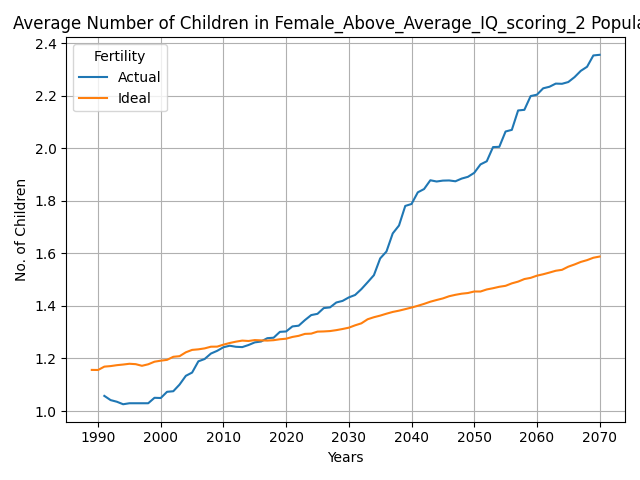 Average Number of Children in Female_Above_Average_IQ_scoring_2 Popula
Fertility
Actual
Ideal
2.4
2.2
2.0
1.8
1.6
1.4
1.2
1.0
No. of Children
1990 2000 2010 2020 2030 2040 2050 2060 2070
Years